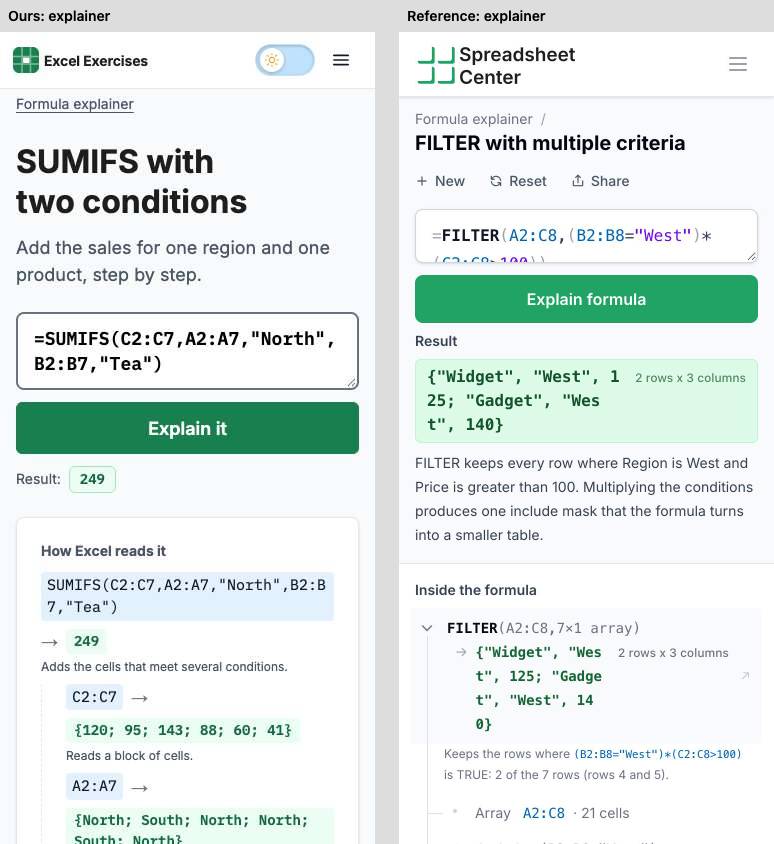 Ours: explainer
Excel Exercises
Formula explainer
SUMIFS with
two conditions
Add the sales for one region and one
product, step by step.
=SUMIFS(C2:C7,A2:A7,"North",
B2:B7,"Tea")
Explain it
Result: 249
How Excel reads it
SUMIFS(C2:C7,A2:A7,"North",B2:B
7,"Tea")
→ 249
Adds the cells that meet several conditions.
C2:C7 →
{120; 95; 143; 88; 60; 41}
Reads a block of cells.
A2:A7 →
{North; South; North; North;
South; North}
Reference: explainer
Spreadsheet
Center
Formula explainer /
FILTER with multiple criteria
+ New Reset Share
=FILTER(A2:C8,(B2:B8="West")*
(C2:C8>100))
Explain formula
Result
{"Widget", "West", 1 2 rows x 3 columns
25; "Gadget", "Wes
t", 140}
FILTER keeps every row where Region is West and
Price is greater than 100. Multiplying the conditions
produces one include mask that the formula turns
into a smaller table.
Inside the formula
FILTER(A2:C8,7×1 array)
→ {"Widget", "Wes 2 rows x 3 columns
t", 125; "Gadge
t", "West", 14
0}
Keeps the rows where (B2:B8="West")*(C2:C8>100)
is TRUE: 2 of the 7 rows (rows 4 and 5).
Array A2:C8 · 21 cells